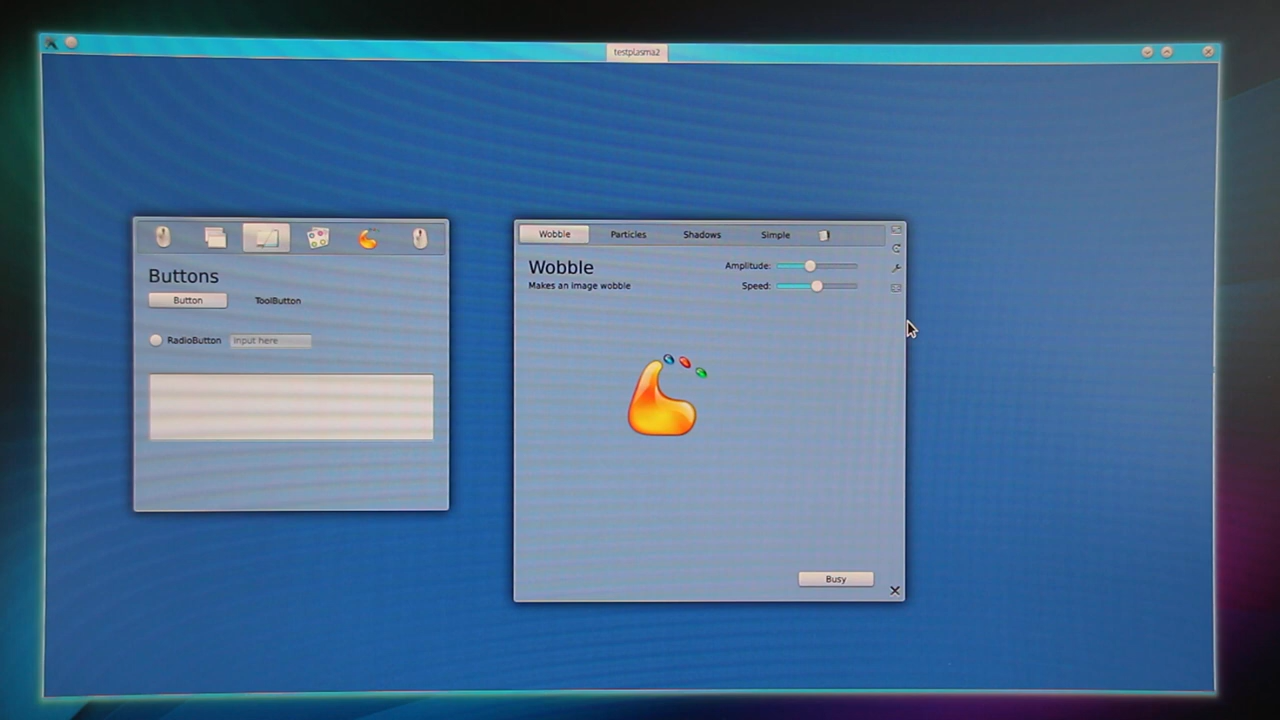 testplasma2
Buttons
Button ToolButton
RadioButton Input here
Wobble Particles Shadows Simple
Wobble
Makes an image wobble
Amplitude:
Speed:
Busy